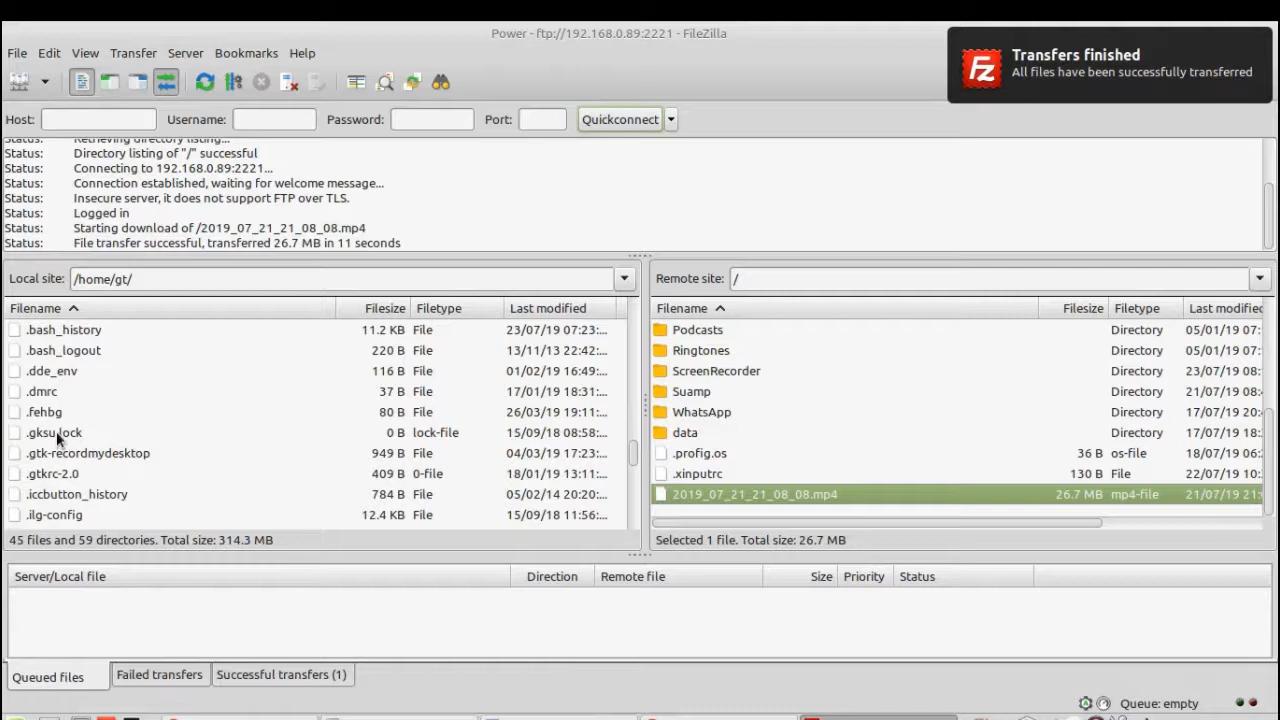 Power - ftp://192.168.0.89:2221 - FileZilla
Transfers finished
All files have been successfully transferred
File Edit View Transfer Server Bookmarks Help
Host: Username: Password: Port: Quickconnect
Status: Retrieving directory listing...
Status: Directory listing of "/" successful
Status: Connecting to 192.168.0.89:2221...
Status: Connection established, waiting for welcome message...
Status: Insecure server, it does not support FTP over TLS.
Status: Logged in
Status: Starting download of /2019_07_21_21_08_08.mp4
Status: File transfer successful, transferred 26.7 MB in 11 seconds
Local site: /home/gt/
Filename Filesize Filetype Last modified
.bash_history 11.2 KB File 23/07/19 07:23:...
.bash_logout 220 B File 13/11/13 22:42:...
.dde_env 116 B File 01/02/19 16:49:...
.dmrc 37 B File 17/01/19 18:31:...
.fehbg 80 B File 26/03/19 19:11:...
.gksu.lock 0 B lock-file 15/09/18 08:58:...
.gtk-recordmydesktop 949 B File 04/03/19 17:23:...
.gtkrc-2.0 409 B 0-file 18/01/19 13:11:...
.iccbutton_history 784 B File 05/02/14 20:20:...
.ilg-config 12.4 KB File 15/09/18 11:56:...
45 files and 59 directories. Total size: 314.3 MB
Remote site: /
Filename Filesize Filetype Last modified
Podcasts Directory 05/01/19 07:
Ringtones Directory 05/01/19 07:
ScreenRecorder Directory 23/07/19 08:
Suamp Directory 21/07/19 08:
WhatsApp Directory 17/07/19 20:
data Directory 17/07/19 18:
.profig.os 36 B os-file 18/07/19 06:
.xinputrc 130 B File 22/07/19 10:
2019_07_21_21_08_08.mp4 26.7 MB mp4-file 21/07/19 21:
Selected 1 file. Total size: 26.7 MB
Server/Local file Direction Remote file Size Priority Status
Queued files Failed transfers Successful transfers (1)
Queue: empty